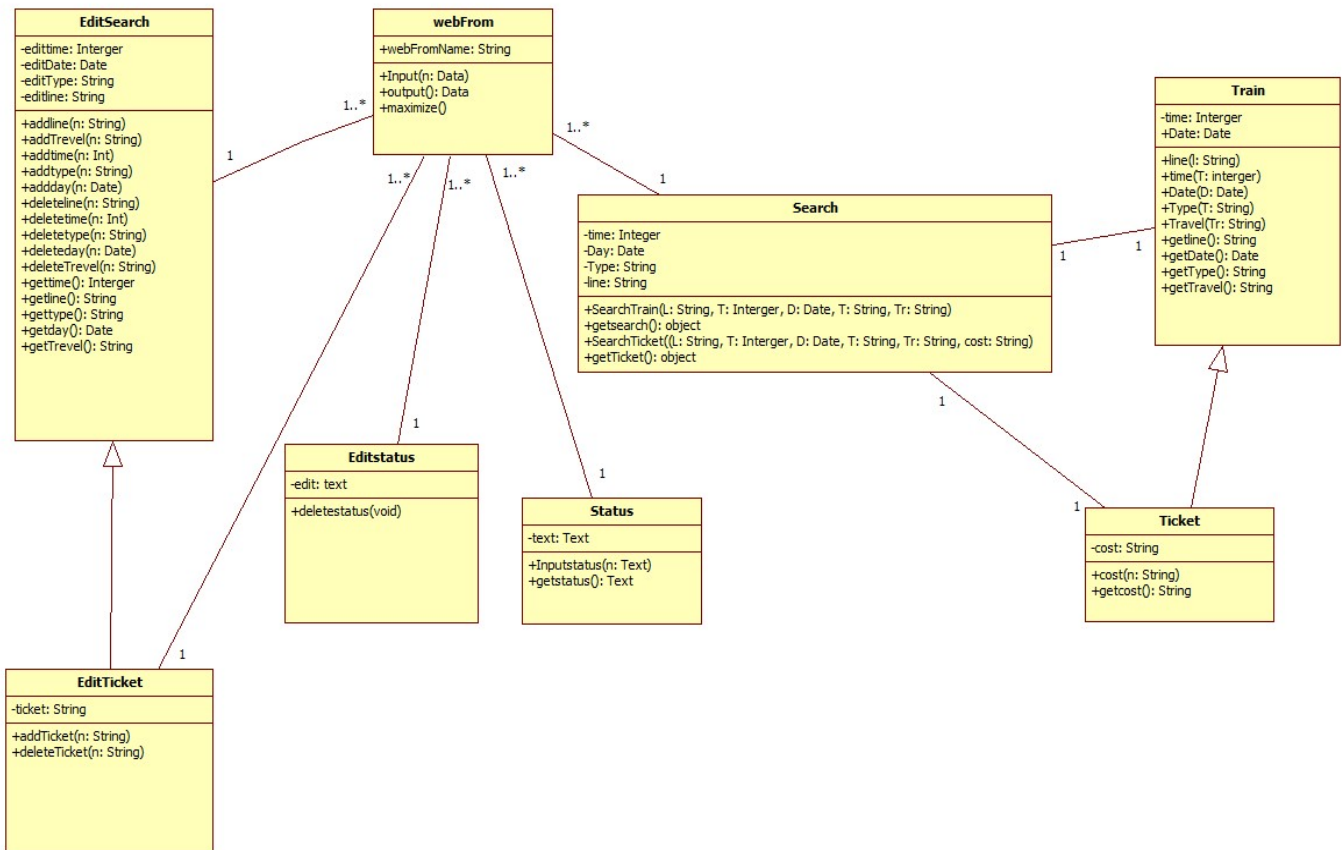 EditSearch
-edittime: Interger
-editDate: Date
-editType: String
-editline: String
+addline(n: String)
+addTrevel(n: String)
+addtime(n: Int)
+addtype(n: String)
+addday(n: Date)
+deleteline(n: String)
+deletetime(n: Int)
+deletetype(n: String)
+deleteday(n: Date)
+deleteTrevel(n: String)
+gettime(): Interger
+getline(): String
+gettype(): String
+getday(): Date
+getTrevel(): String
webFrom
+webFromName: String
+Input(n: Data)
+output(): Data
+maximize()
1..*
1
1..*
1..*
1..*
1..*
1
Train
-time: Interger
+Date: Date
+line(l: String)
+time(T: interger)
+Date(D: Date)
+Type(T: String)
+Travel(Tr: String)
+getline(): String
+getDate(): Date
+getType(): String
+getTravel(): String
Search
-time: Integer
-Day: Date
-Type: String
-line: String
+SearchTrain(L: String, T: Interger, D: Date, T: String, Tr: String)
+getsearch(): object
+SearchTicket((L: String, T: Interger, D: Date, T: String, Tr: String, cost: String)
+getTicket(): object
1
1
1
1
Editstatus
-edit: text
+deletestatus(void)
1
Status
-text: Text
+Inputstatus(n: Text)
+getstatus(): Text
1
Ticket
-cost: String
+cost(n: String)
+getcost(): String
1
EditTicket
-ticket: String
+addTicket(n: String)
+deleteTicket(n: String)